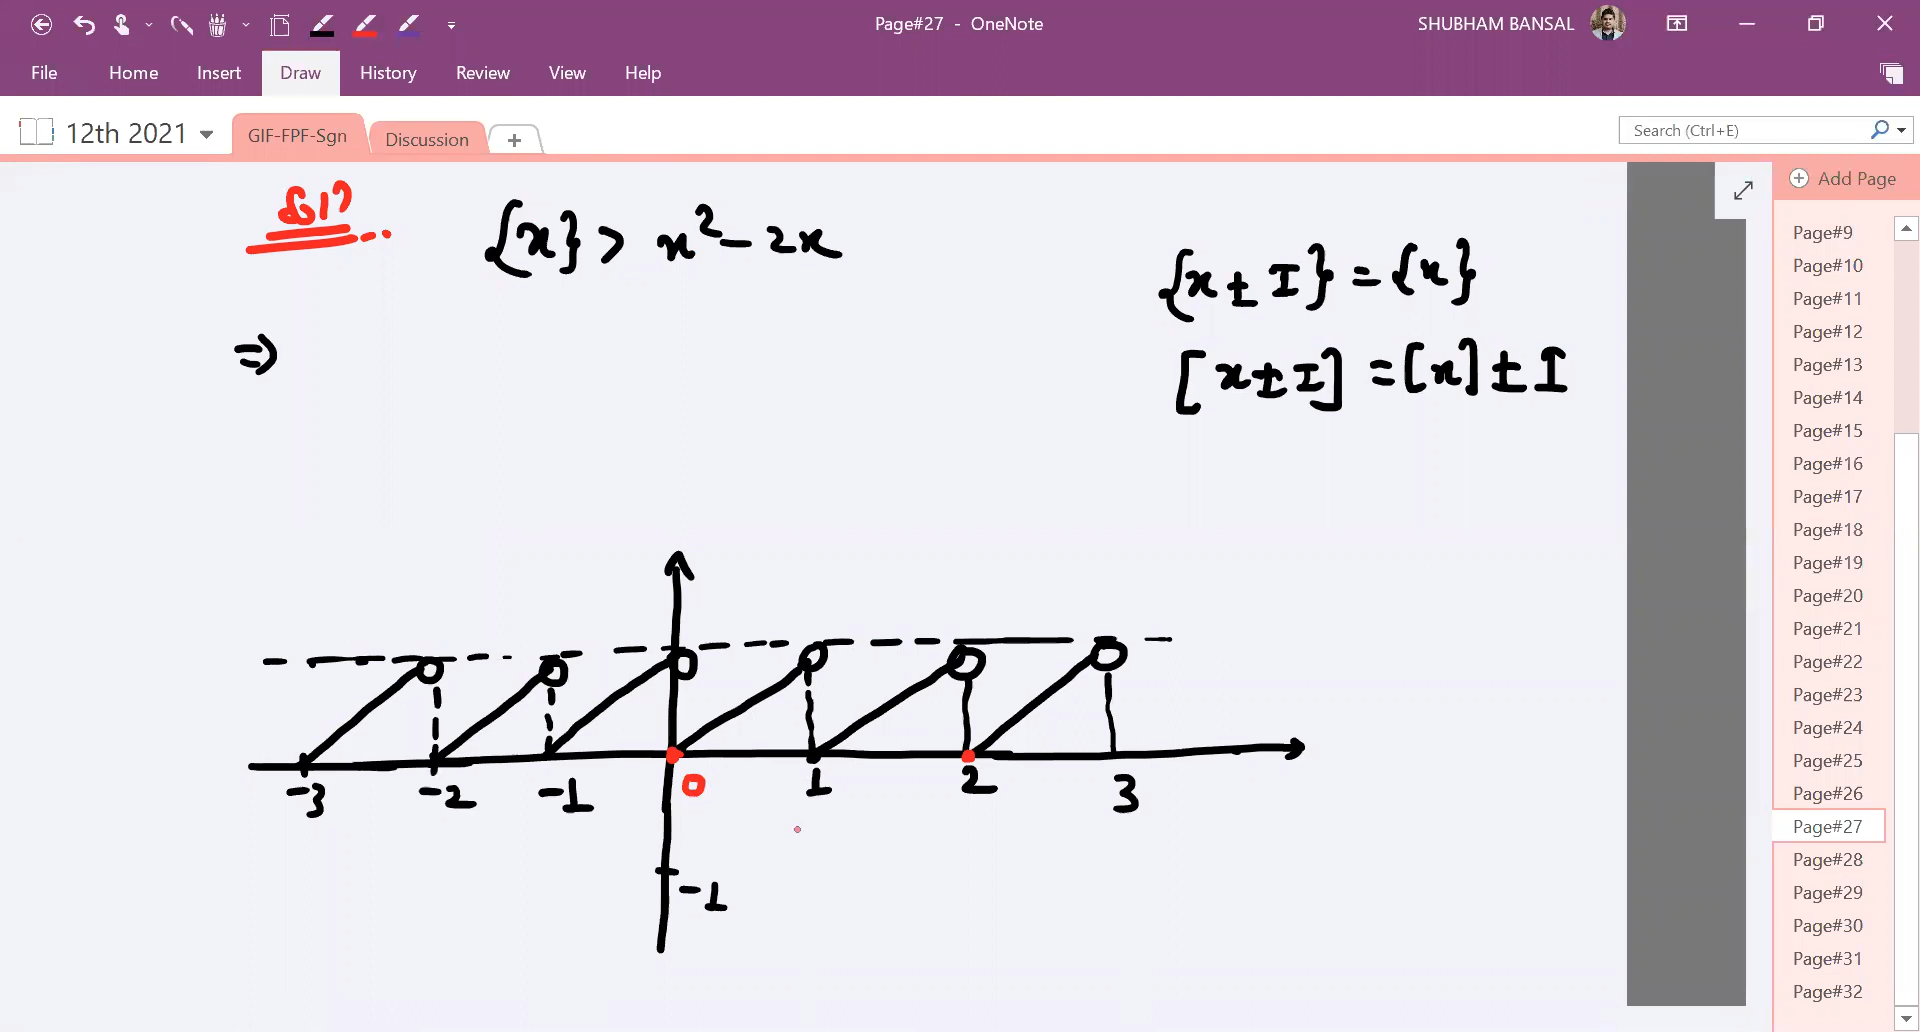 Page#27 - OneNote
SHUBHAM BANSAL
File Home Insert Draw History Review View Help
12th 2021
GIF-FPF-Sgn
Discussion
Search (Ctrl+E)
Add Page
Page#9
Page#10
Page#11
Page#12
Page#13
Page#14
Page#15
Page#16
Page#17
Page#18
Page#19
Page#20
Page#21
Page#22
Page#23
Page#24
Page#25
Page#26
Page#27
Page#28
Page#29
Page#30
Page#31
Page#32
{x} > x² - 2x
{x ± I} = {x}
⇒
[x ± I] = [x] ± I
-3 -2 -1 0 1 2 3
-1